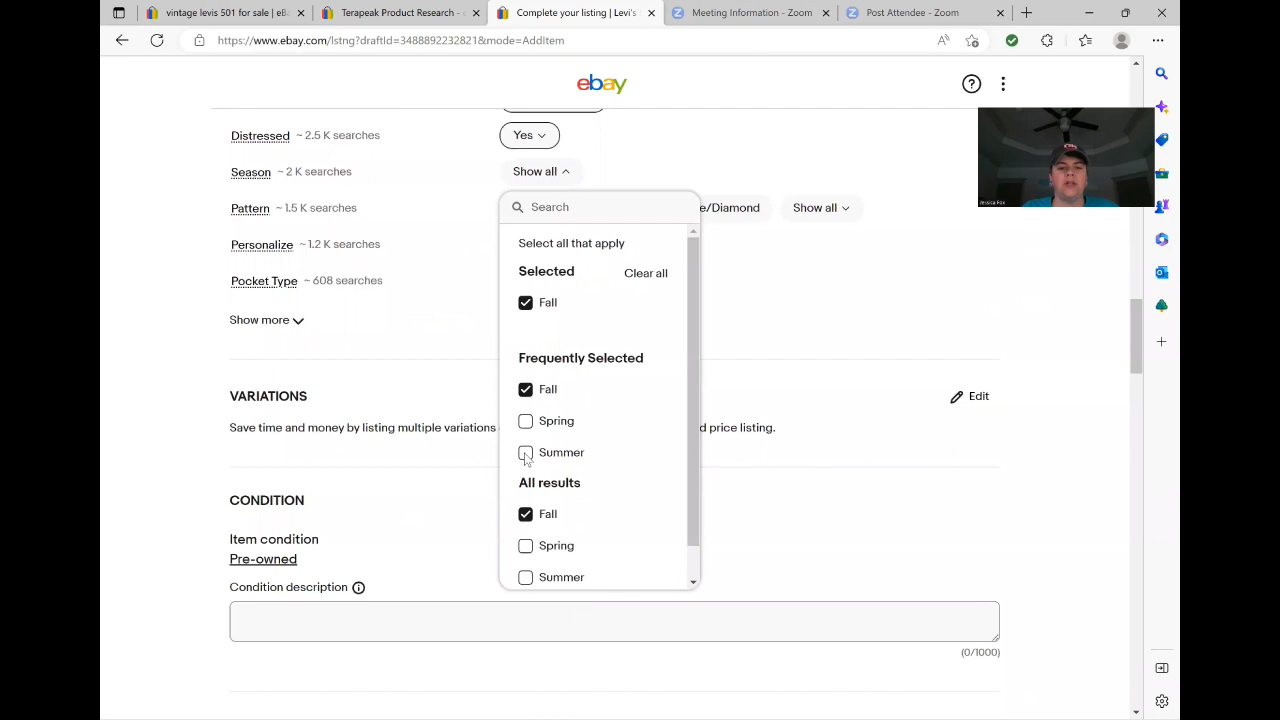 vintage levis 501 for sale | eB
Terapeak Product Research - e
Complete your listing | Levi's
Meeting Information - Zoom
Post Attendee - Zoom
https://www.ebay.com/lstng?draftId=3488892232821&mode=AddItem
ebay
Distressed ~ 2.5 K searches
Yes
Season ~ 2 K searches
Show all
Pattern ~ 1.5 K searches
Search
e/Diamond
Show all
Personalize ~ 1.2 K searches
Select all that apply
Selected
Clear all
Pocket Type ~ 608 searches
Fall
Show more
Frequently Selected
Fall
VARIATIONS
Edit
Spring
Save time and money by listing multiple variations
d price listing.
Summer
All results
CONDITION
Fall
Item condition
Spring
Pre-owned
Summer
Condition description
(0/1000)
Jessica Fox